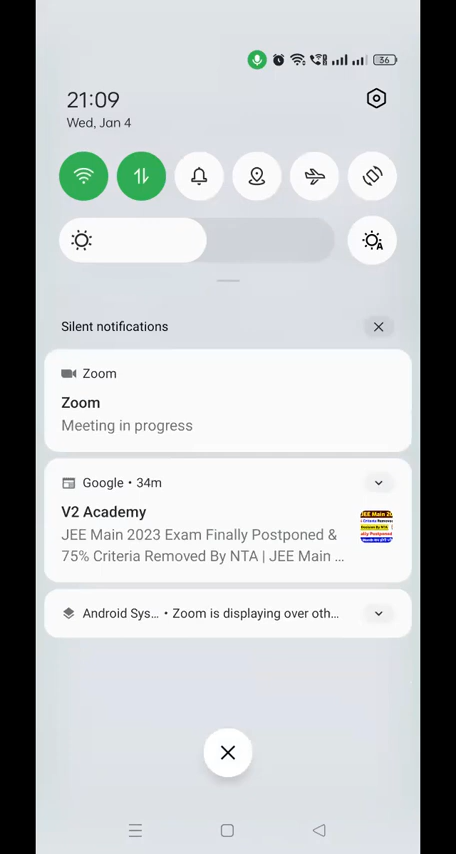 36
21:09
Wed, Jan 4
A
Silent notifications
Zoom
Zoom
Meeting in progress
Google • 34m
V2 Academy
JEE Main 2023 Exam Finally Postponed &
75% Criteria Removed By NTA | JEE Main ...
Android Sys... • Zoom is displaying over oth...